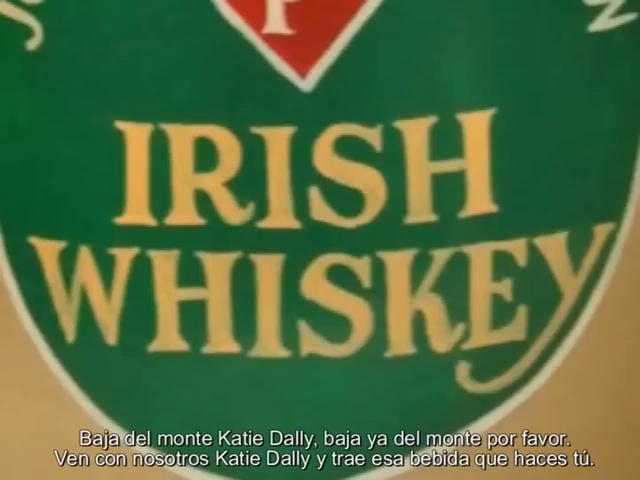 P
IRISH
WHISKEY
Baja del monte Katie Dally, baja ya del monte por favor.
Ven con nosotros Katie Dally y trae esa bebida que haces tú.